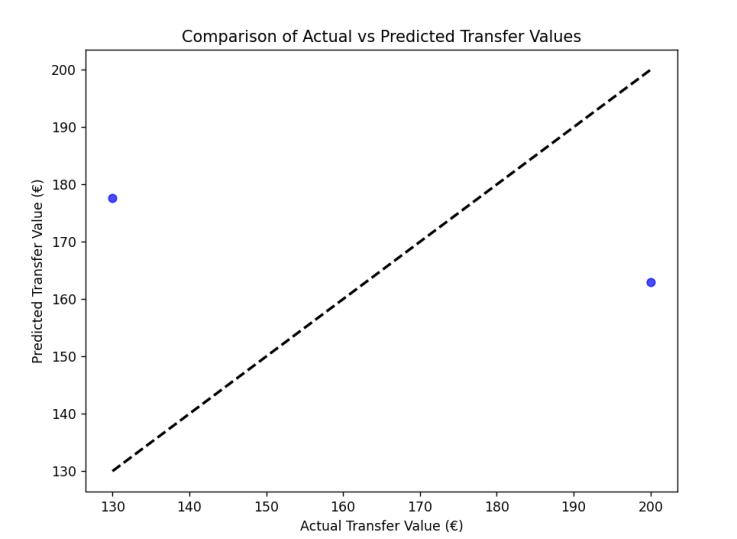 Comparison of Actual vs Predicted Transfer Values
Predicted Transfer Value (€)
200
190
180
170
160
150
140
130
130 140 150 160 170 180 190 200
Actual Transfer Value (€)